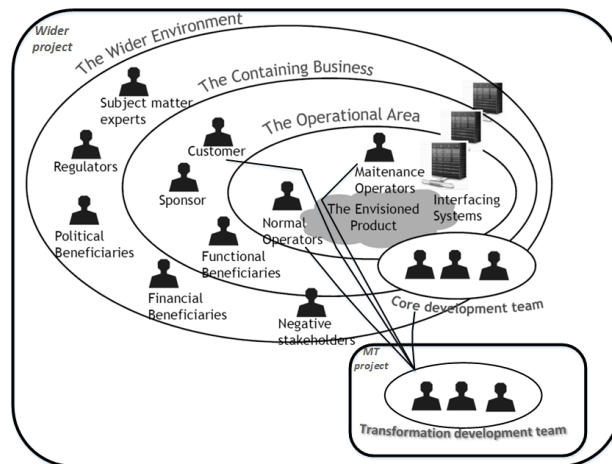 Wider
project
The Wider Environment
Subject matter
experts
The Containing Business
Customer
The Operational Area
Regulators
Maitenance
Operators
Sponsor
Normal
Operators
The Envisioned
Product
Interfacing
Systems
Political
Beneficiaries
Functional
Beneficiaries
Financial
Beneficiaries
Negative
stakeholders
Core development team
MT
project
Transformation development team